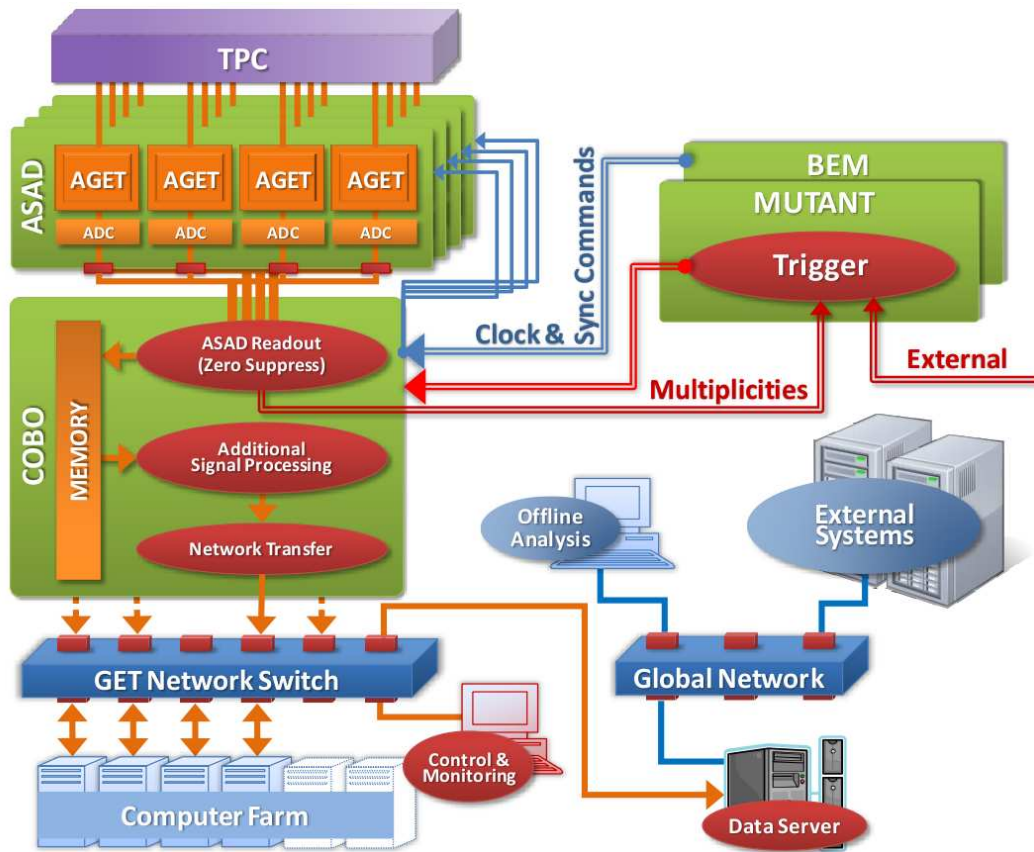 TPC
ASAD
AGET
AGET
AGET
AGET
ADC
ADC
ADC
ADC
BEM
MUTANT
Trigger
Clock &
Sync Commands
External
Multiplicities
COBO
MEMORY
ASAD Readout
(Zero Suppress)
Additional
Signal Processing
Network Transfer
Offline
Analysis
External
Systems
GET Network Switch
Global Network
Control &
Monitoring
Computer Farm
Data Server